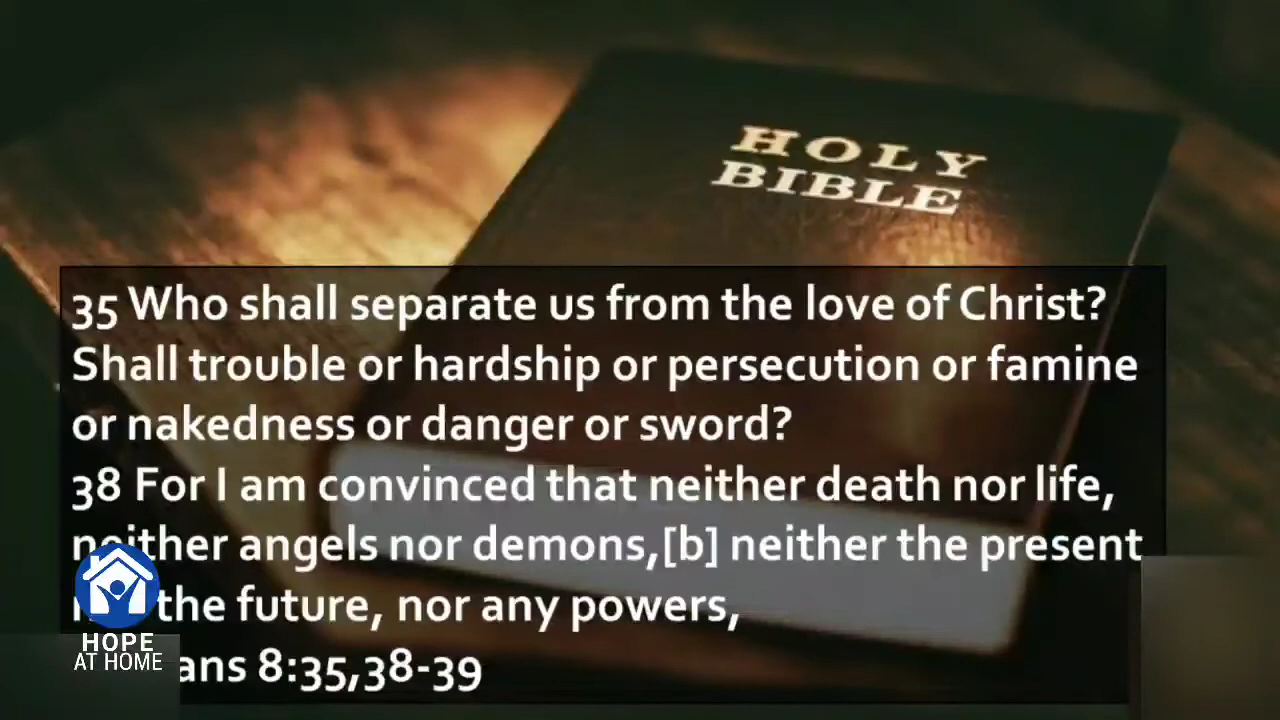 HOLY
BIBLE
35 Who shall separate us from the love of Christ?
Shall trouble or hardship or persecution or famine
or nakedness or danger or sword?
38 For I am convinced that neither death nor life,
neither angels nor demons,[b] neither the present
the future, nor any powers,
ans 8:35,38-39
HOPE
AT HOME